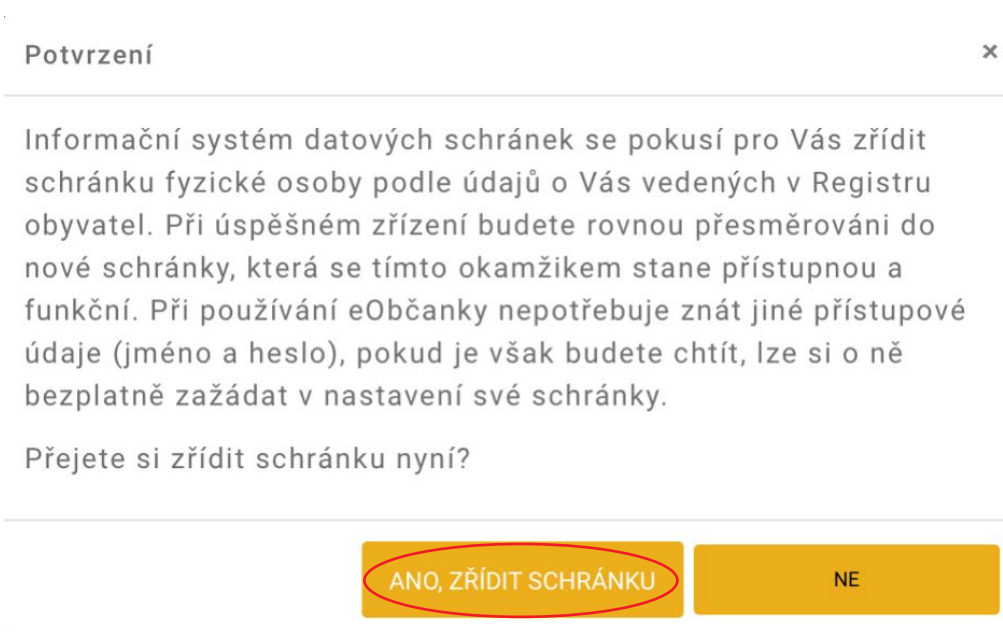 Potvrzení ×
Informační systém datových schránek se pokusí pro Vás zřídit
schránku fyzické osoby podle údajů o Vás vedených v Registru
obyvatel. Při úspěšném zřízení budete rovnou přesměrováni do
nové schránky, která se tímto okamžikem stane přístupnou a
funkční. Při používání eObčanky nepotřebuje znát jiné přístupové
údaje (jméno a heslo), pokud je však budete chtít, lze si o ně
bezplatně zažádat v nastavení své schránky.
Přejete si zřídit schránku nyní?
ANO, ZŘÍDIT SCHRÁNKU NE